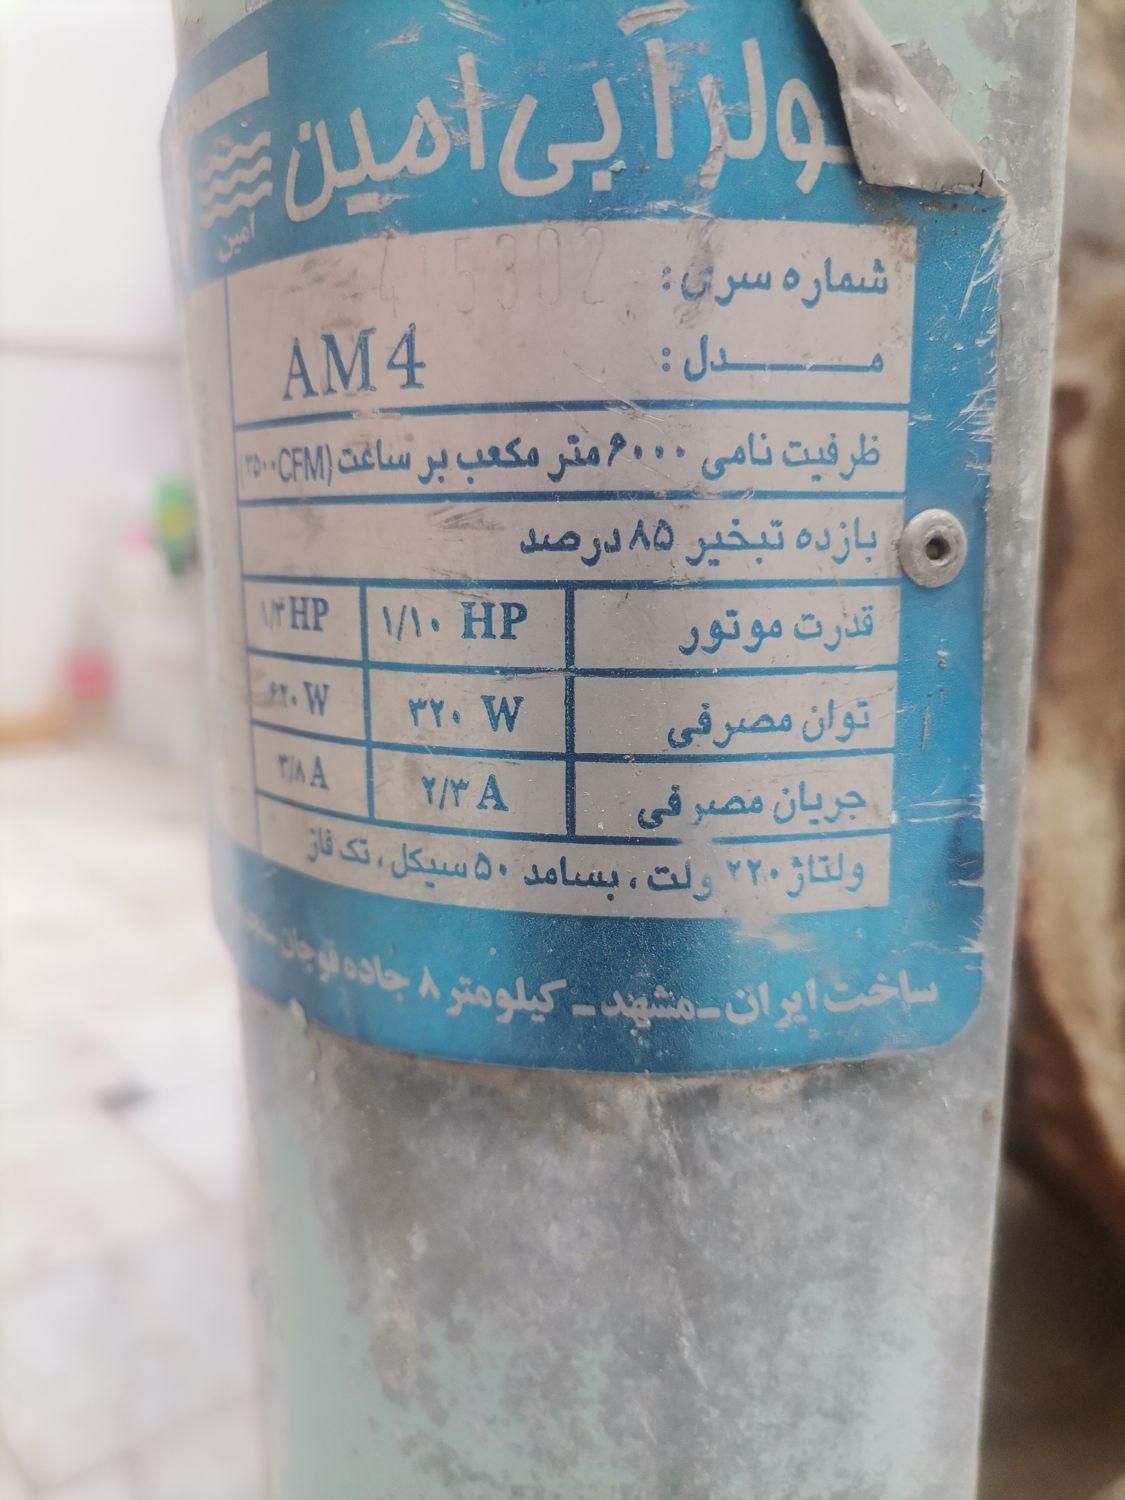 کولر آبی امین
امین
شماره سری: 415302
مدل: AM4
ظرفیت نامی ۶۰۰۰ متر مکعب بر ساعت (۳۵۰۰CFM)
بازده تبخیر ۸۵ درصد
قدرت موتور ۱/۱۰ HP ۱/۳ HP
توان مصرفی ۳۲۰ W ۶۲۰ W
جریان مصرفی ۲/۳ A ۳/۸ A
ولتاژ ۲۲۰ ولت، بسامد ۵۰ سیکل، تک فاز
ساخت ایران - مشهد - کیلومتر ۸ جاده قوچان -